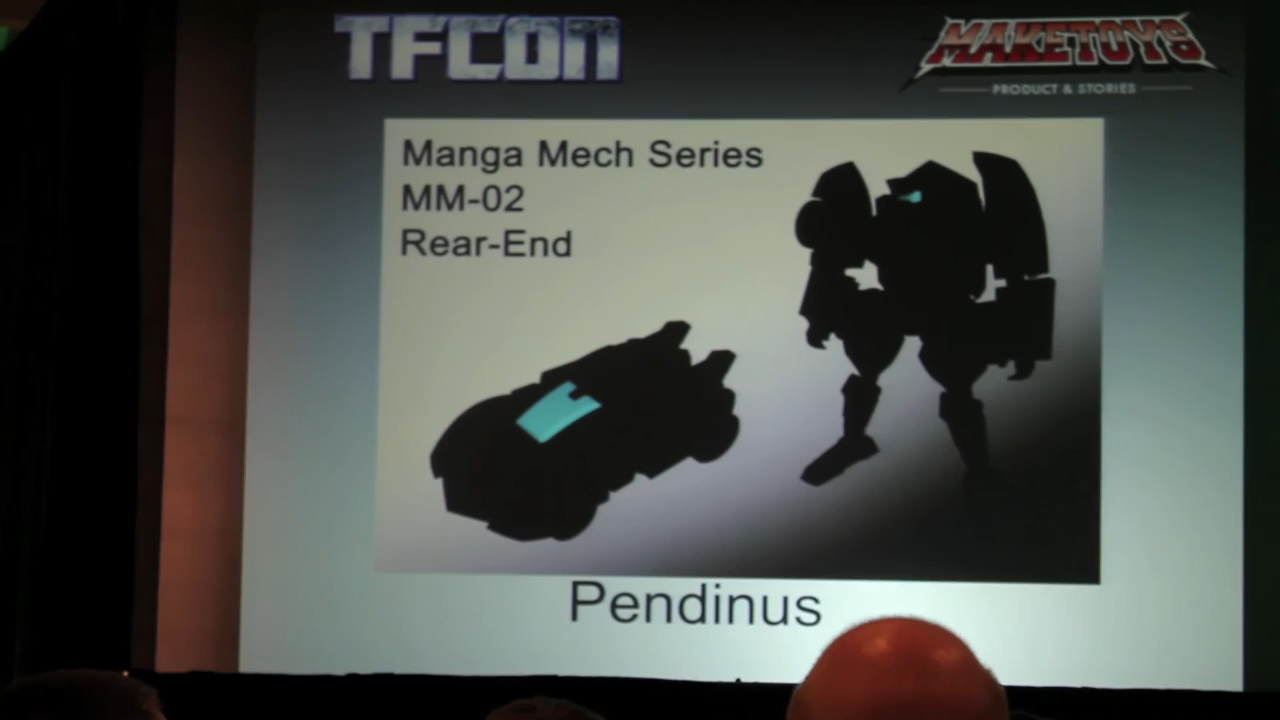 TFCON
MAKETOYS
PRODUCT & STORIES
Manga Mech Series
MM-02
Rear-End
Pendinus